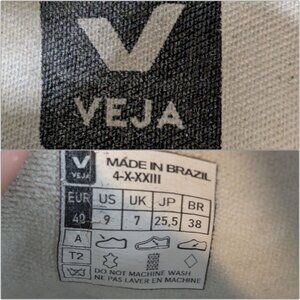 V
VEJA
V
VEJA
MADE IN BRAZIL
4-X-XXIII
EUR US UK JP BR
40 9 7 25,5 38
A
T2
DO NOT MACHINE WASH
NE PAS LAVER EN MACHINE